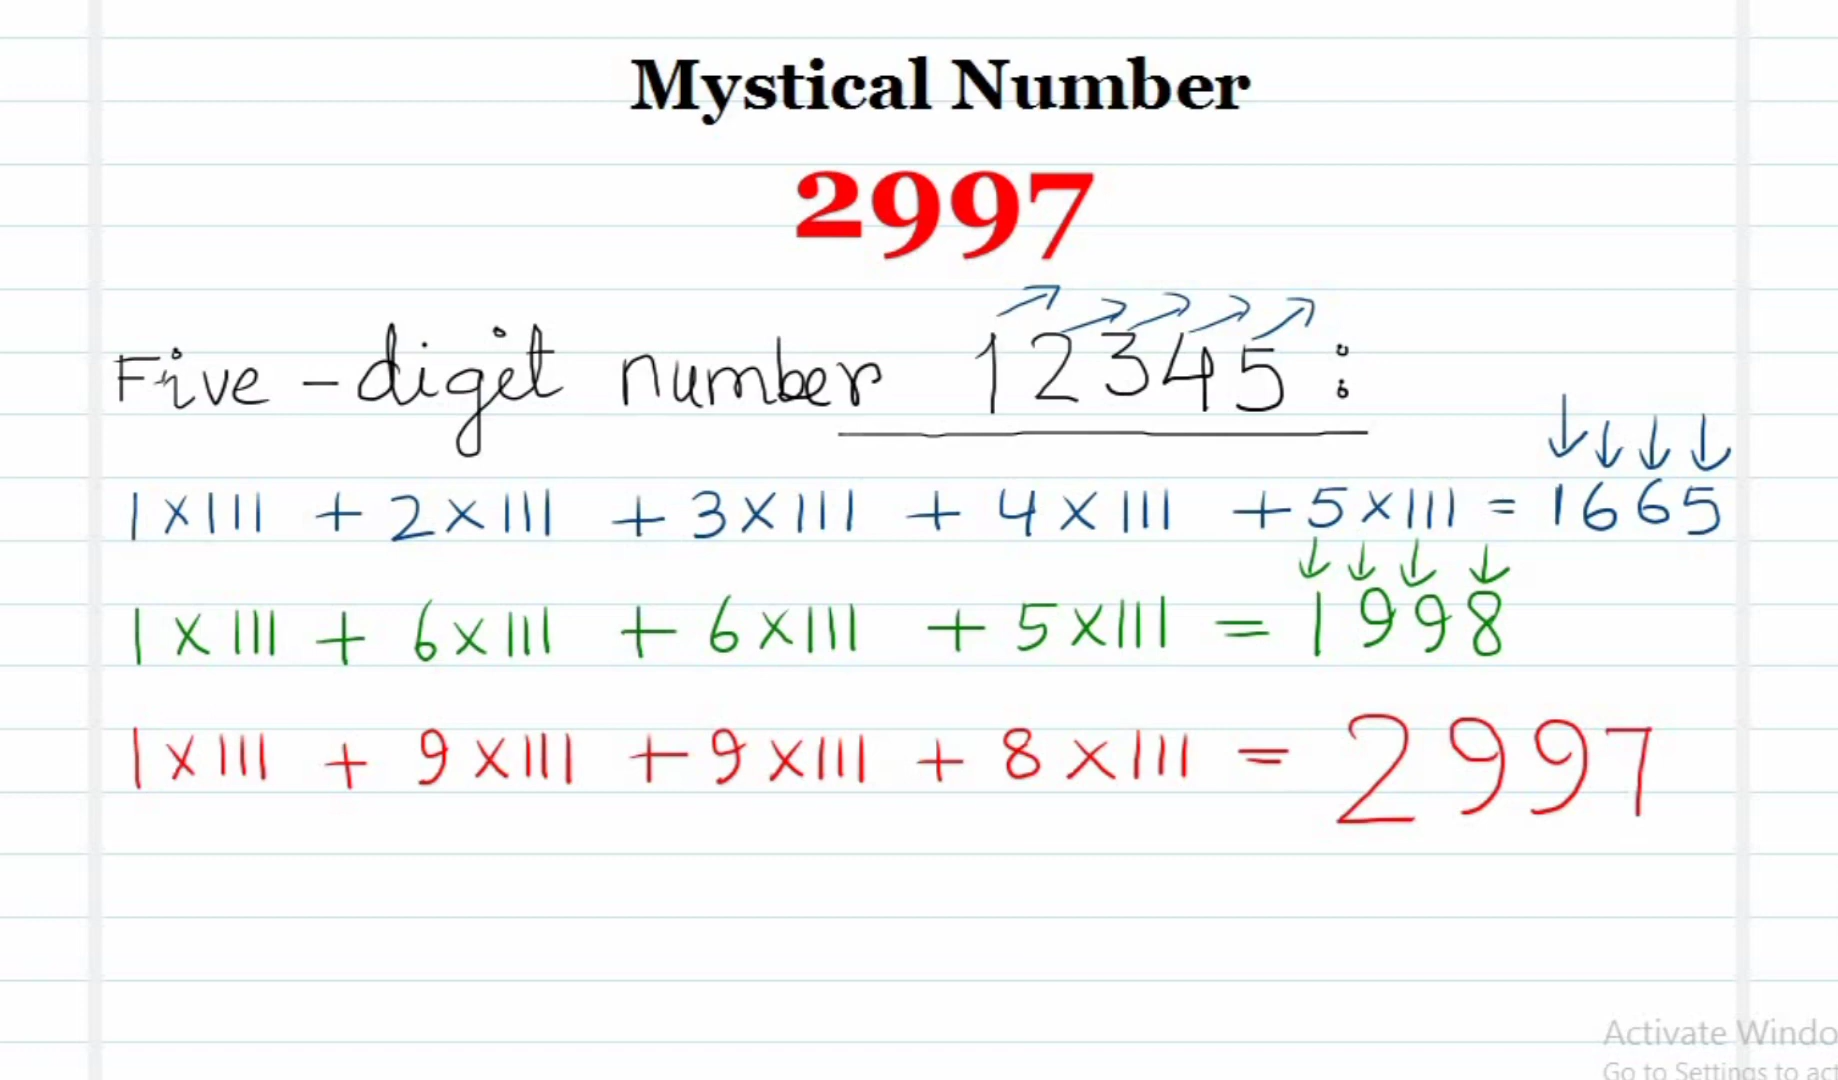 Mystical Number
2997
Five-digit number 12345:
1×111 + 2×111 + 3×111 + 4×111 + 5×111 = 1665
1×111 + 6×111 + 6×111 + 5×111 = 1998
1×111 + 9×111 + 9×111 + 8×111 = 2997
Activate Windo
Go to Settings to act